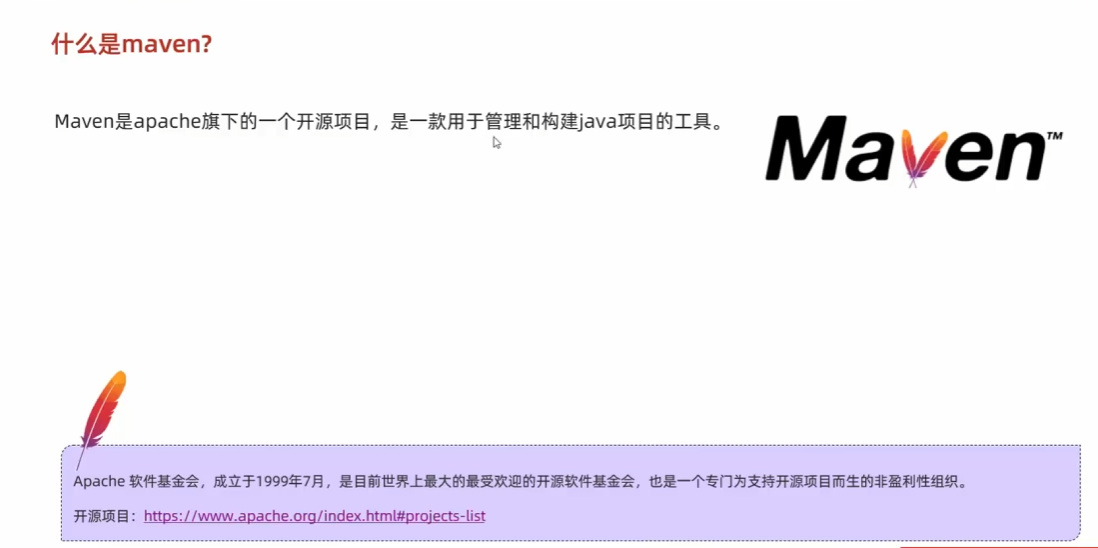 什么是maven?
Maven是apache旗下的一个开源项目，是一款用于管理和构建java项目的工具。
Maven™
Apache 软件基金会，成立于1999年7月，是目前世界上最大的最受欢迎的开源软件基金会，也是一个专门为支持开源项目而生的非盈利性组织。
开源项目：https://www.apache.org/index.html#projects-list